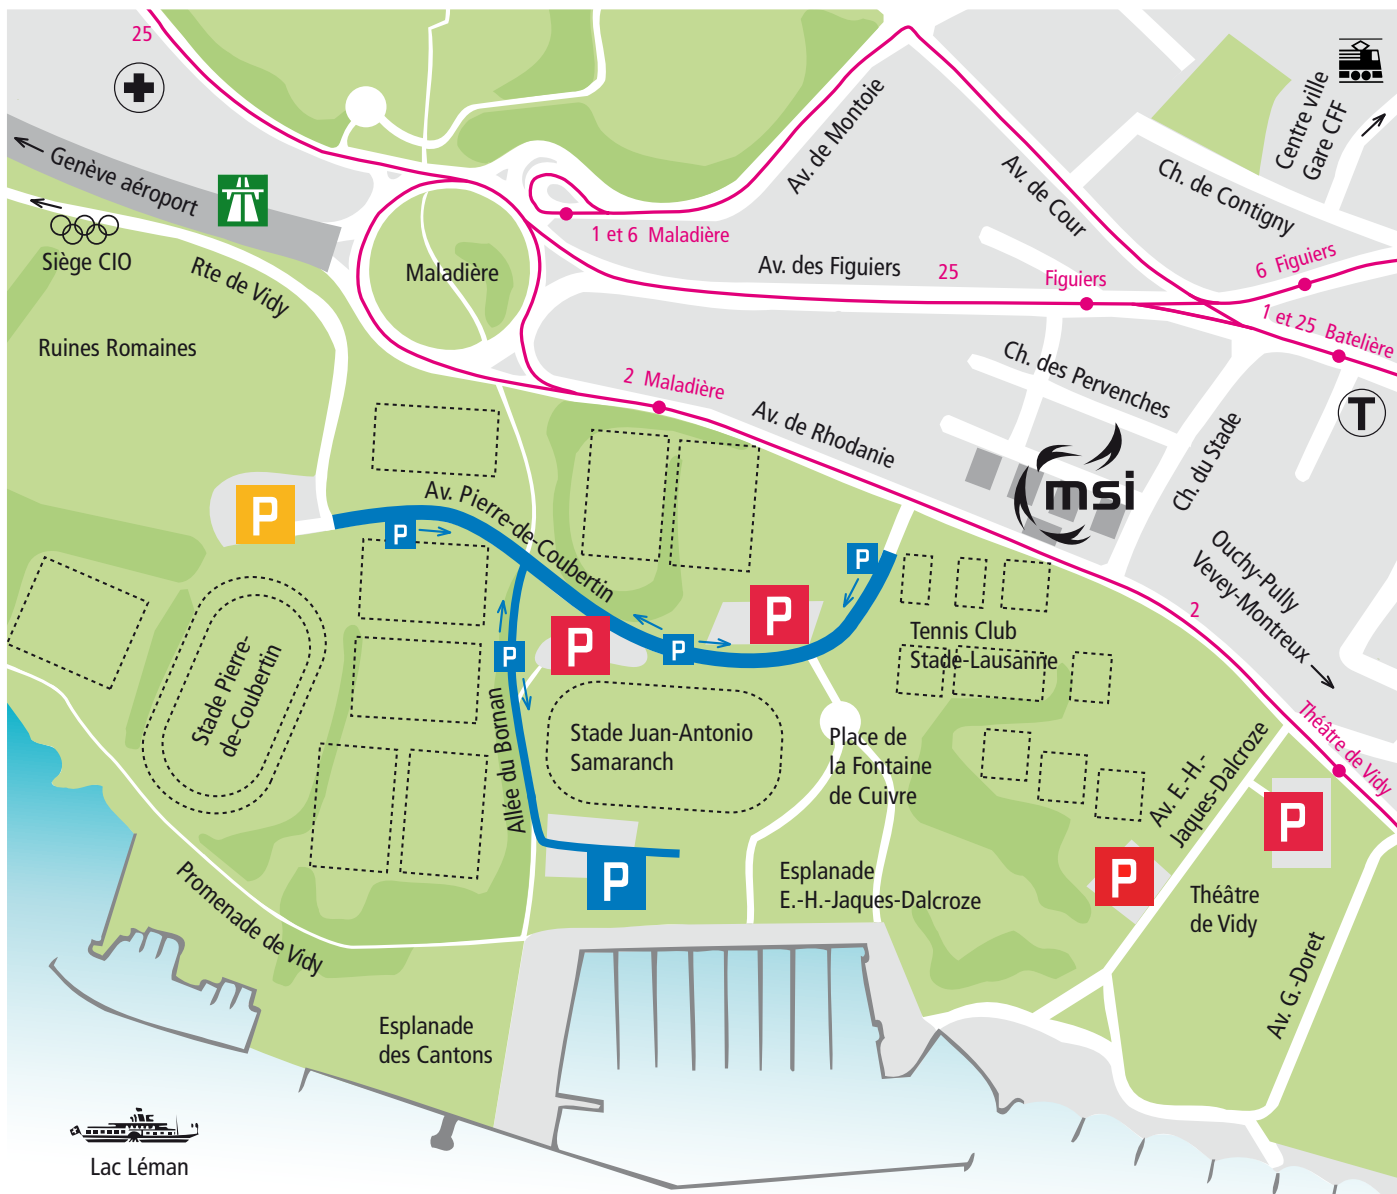 25
Centre ville
Gare CFF
Av. de Montoie
Av. de Cour
Ch. de Contigny
Genève aéroport
Siège CIO
Rte de Vidy
Maladière
1 et 6 Maladière
Av. des Figuiers
25
Figuiers
6 Figuiers
1 et 25 Batelière
Ruines Romaines
2 Maladière
Av. de Rhodanie
Ch. des Pervenches
Ch. du Stade
T
msi
P
Av. Pierre-de-Coubertin
P
P
P
P
P
P
P
Ouchy-Pully
Vevey-Montreux
2
Tennis Club
Stade-Lausanne
Stade Pierre-
de-Coubertin
Allée du Bornan
Stade Juan-Antonio
Samaranch
Place de
la Fontaine
de Cuivre
Théâtre de Vidy
Av. E.-H.-
Jaques-Dalcroze
P
P
P
Esplanade
E.-H.-Jaques-Dalcroze
Théâtre
de Vidy
Promenade de Vidy
Av. G.-Doret
Esplanade
des Cantons
Lac Léman